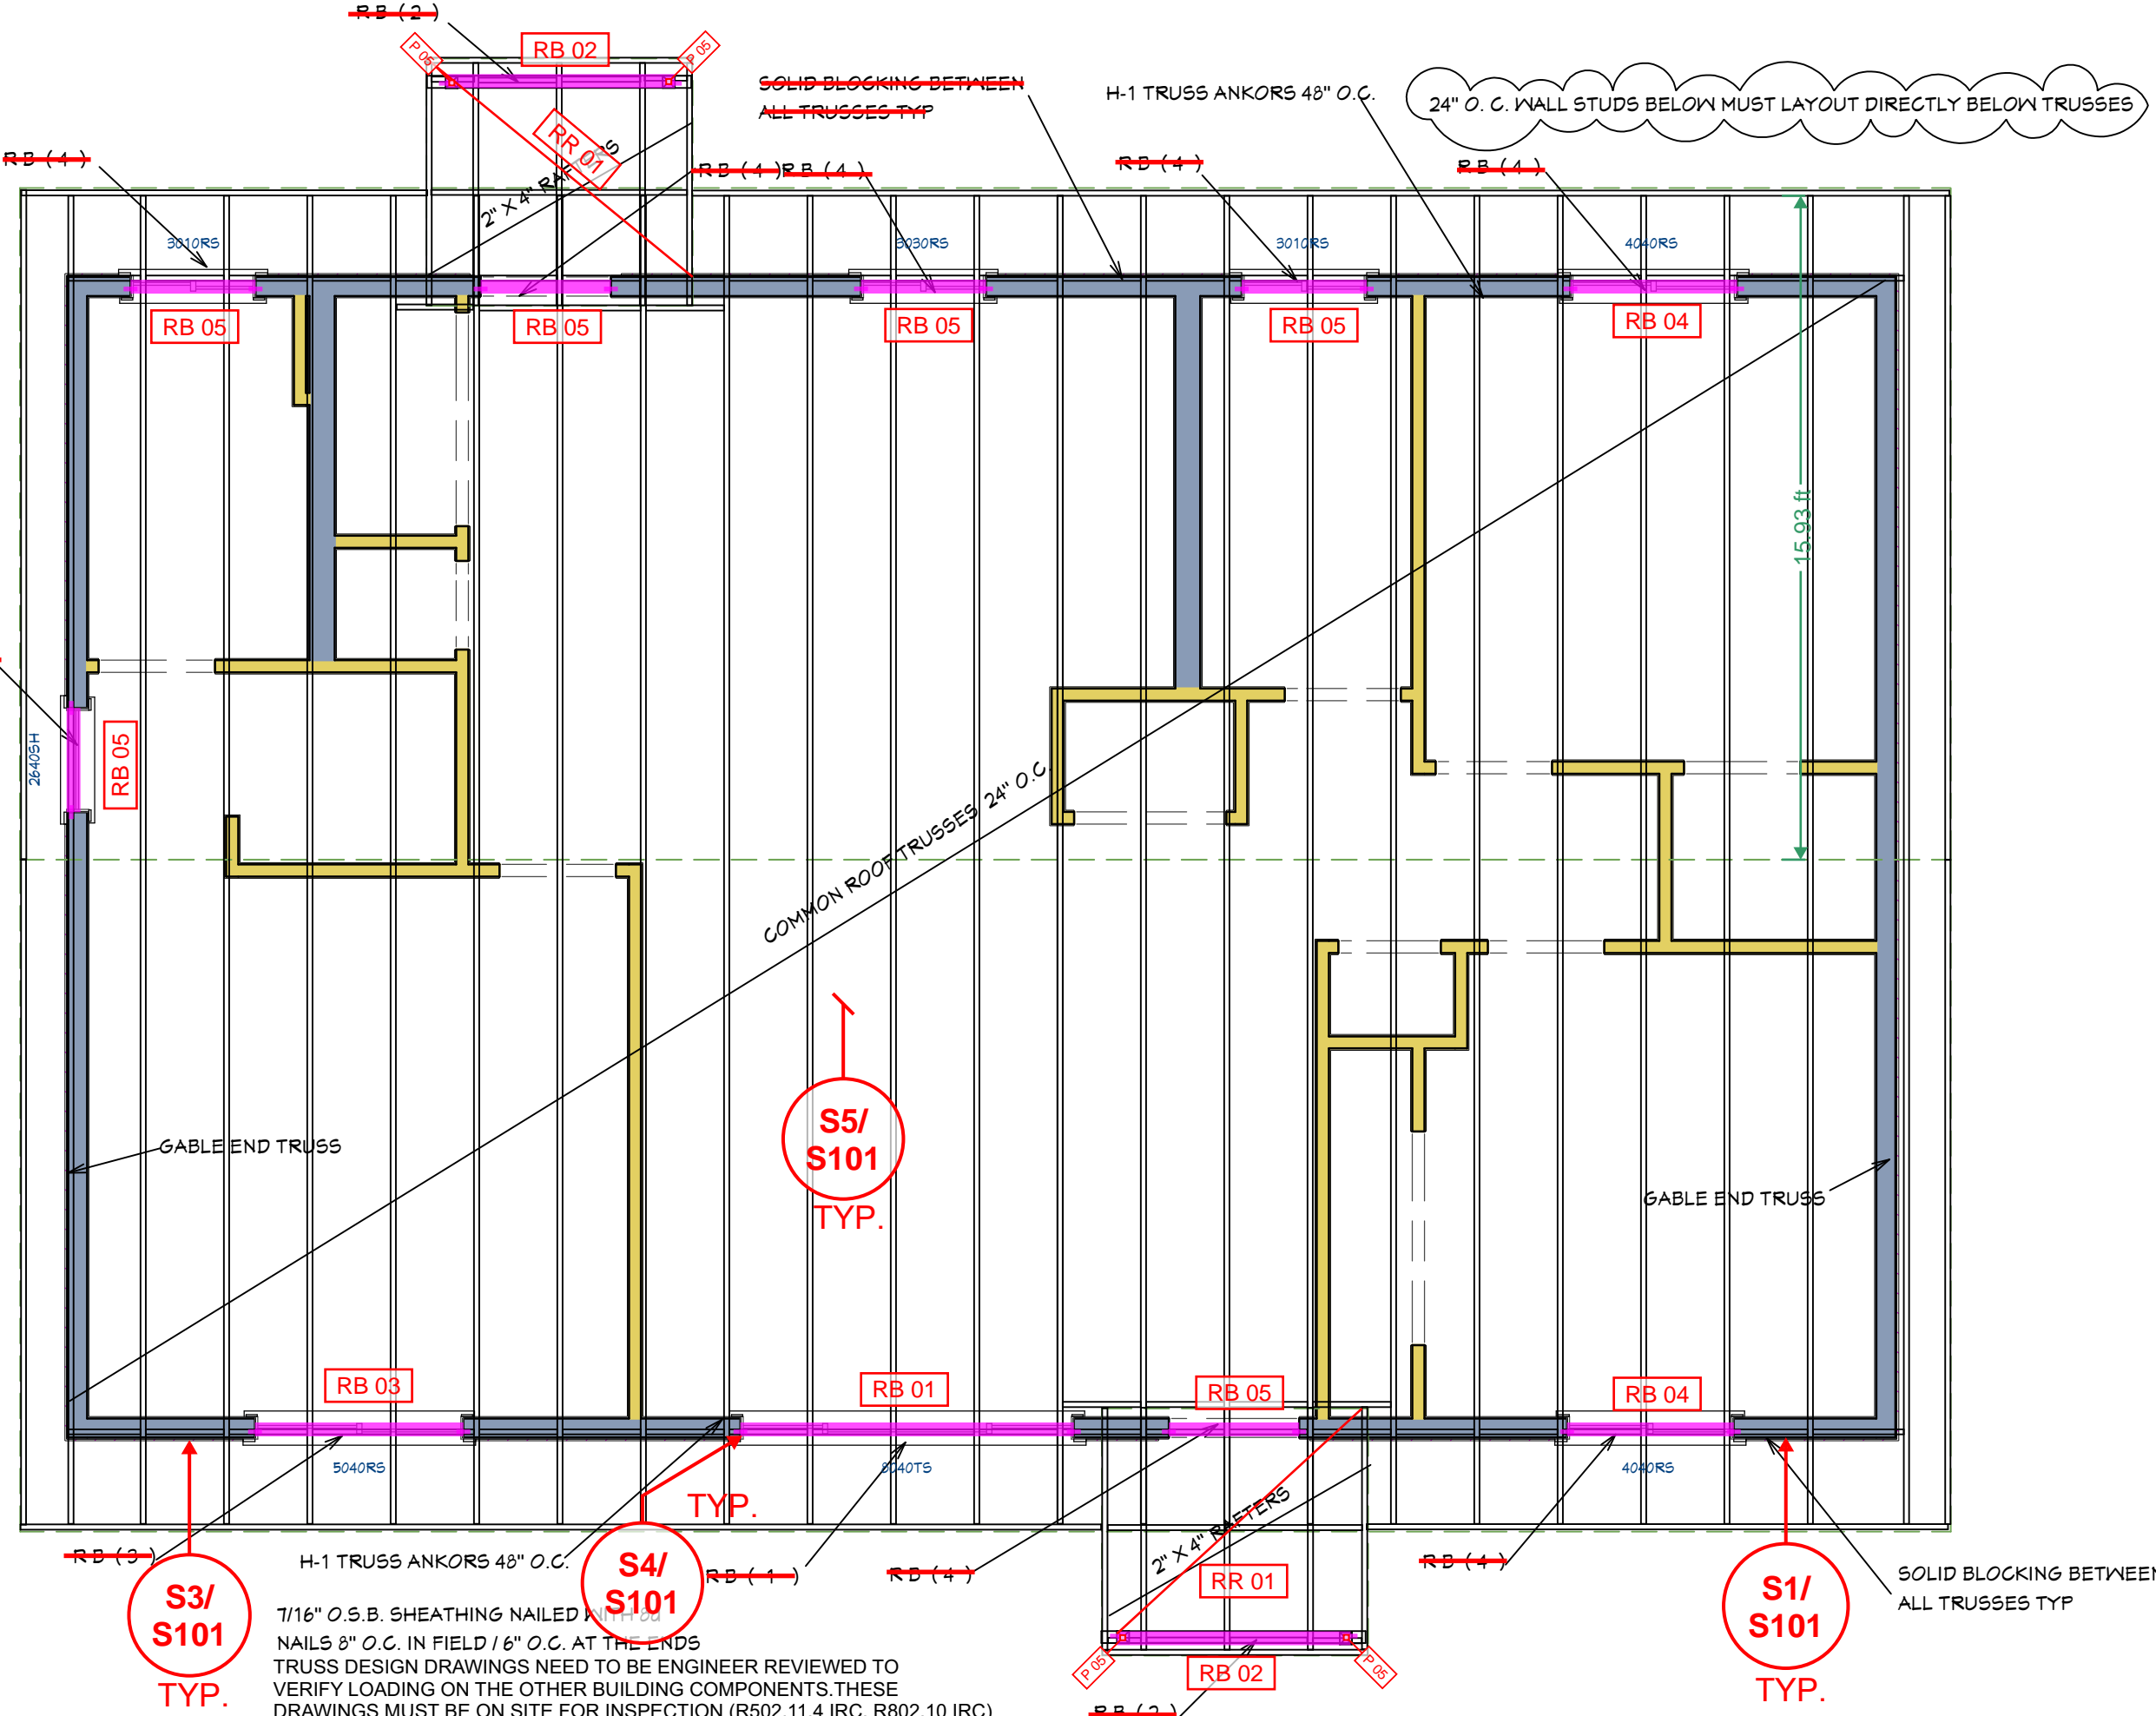 RB (2)
RB 02
P 05
P 05
SOLID BLOCKING BETWEEN
ALL TRUSSES TYP
H-1 TRUSS ANKORS 48" O.C.
24" O. C. WALL STUDS BELOW MUST LAYOUT DIRECTLY BELOW TRUSSES
RR 01
2" X 4" RAFTERS
RB (4)
RB (4)
RB (4)
RB (4)
RB (4)
3010RS
3030RS
3010RS
4040RS
RB 05
RB 05
RB 05
RB 05
RB 04
15.93 ft
2640SH
RB 05
COMMON ROOF TRUSSES 24" O.C.
S5/
S101
TYP.
GABLE END TRUSS
GABLE END TRUSS
RB 03
RB 01
RB 05
RB 04
5040RS
8040TS
4040RS
TYP.
2" X 4" RAFTERS
RB (3)
H-1 TRUSS ANKORS 48" O.C.
S4/
S101
RB (1)
RB (4)
RR 01
RB (4)
SOLID BLOCKING BETWEEN
ALL TRUSSES TYP
S3/
S101
TYP.
S1/
S101
TYP.
7/16" O.S.B. SHEATHING NAILED WITH 8d
NAILS 8" O.C. IN FIELD / 6" O.C. AT THE ENDS
TRUSS DESIGN DRAWINGS NEED TO BE ENGINEER REVIEWED TO
VERIFY LOADING ON THE OTHER BUILDING COMPONENTS.THESE
DRAWINGS MUST BE ON SITE FOR INSPECTION (R502.11.4 IRC, R802.10 IRC)
P 05
RB 02
P 05
RB (2)